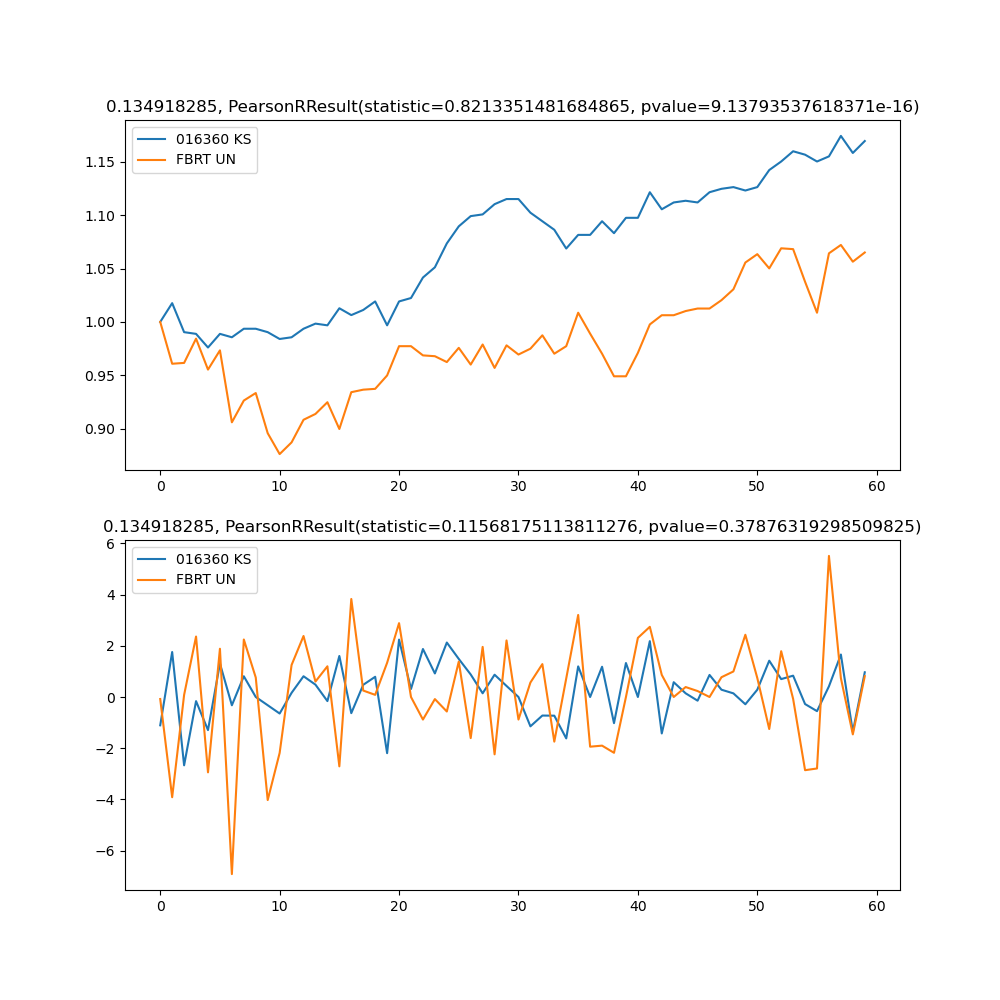 0.134918285, PearsonRResult(statistic=0.8213351481684865, pvalue=9.13793537618371e-16)
016360 KS
FBRT UN
1.15
1.10
1.05
1.00
0.95
0.90
0 10 20 30 40 50 60
0.134918285, PearsonRResult(statistic=0.11568175113811276, pvalue=0.37876319298509825)
016360 KS
FBRT UN
6
4
2
0
−2
−4
−6
0 10 20 30 40 50 60